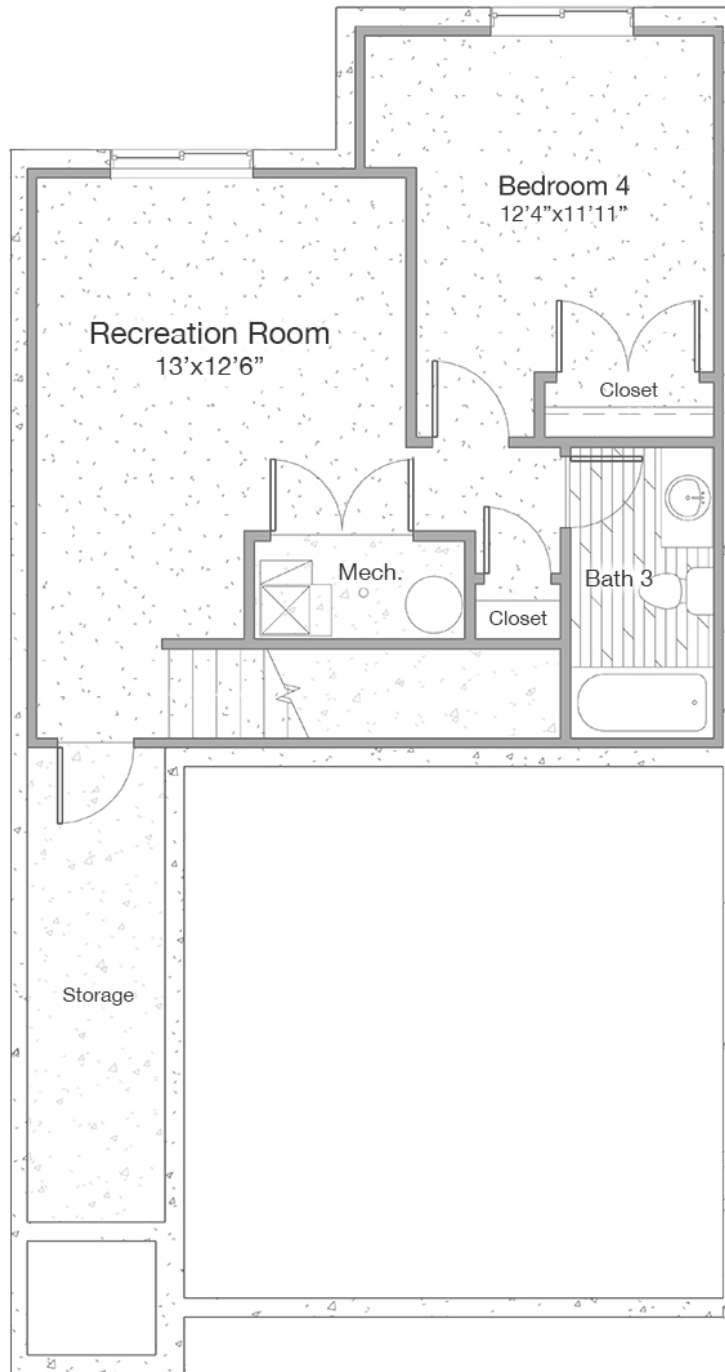 Bedroom 4
12’4”x11’11”
Recreation Room
13’x12’6”
Closet
Mech.
Bath 3
Closet
Storage